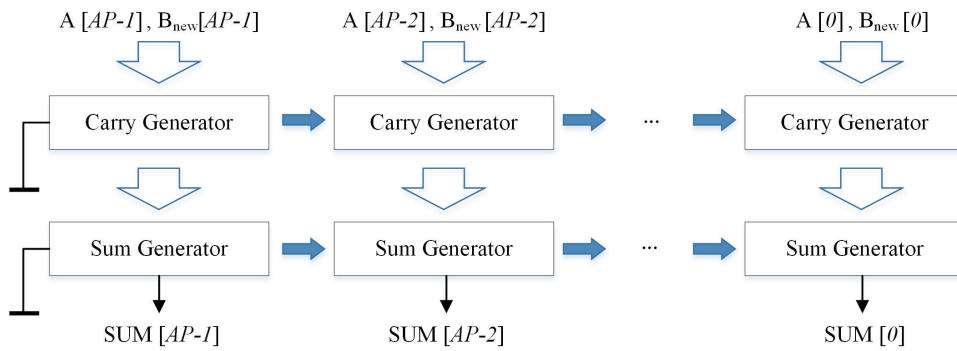 A [AP-1] , Bnew[AP-1] A [AP-2] , Bnew[AP-2] A [0] , Bnew [0]
Carry Generator Carry Generator ... Carry Generator
Sum Generator Sum Generator ... Sum Generator
SUM [AP-1] SUM [AP-2] SUM [0]